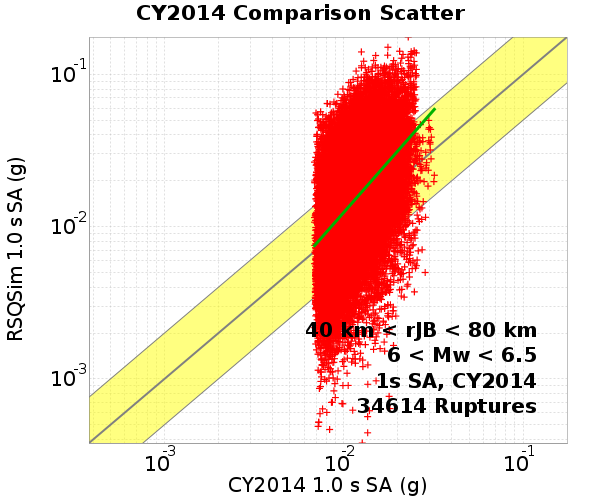 CY2014 Comparison Scatter
RSQSim 1.0 s SA (g)
10-1
10-2
10-3
40 km < rJB < 80 km
6 < Mw < 6.5
1s SA, CY2014
34614 Ruptures
10-3 10-2 10-1
CY2014 1.0 s SA (g)